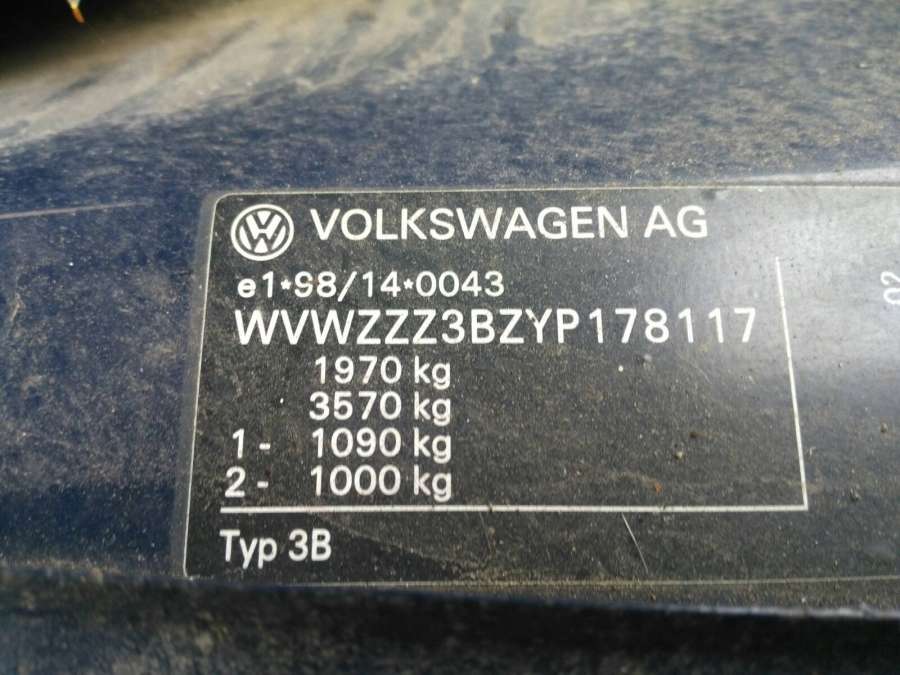 VOLKSWAGEN AG
e1*98/14*0043
WVWZZZ3BZYP178117
1970 kg
3570 kg
1 - 1090 kg
2 - 1000 kg
Typ 3B
02